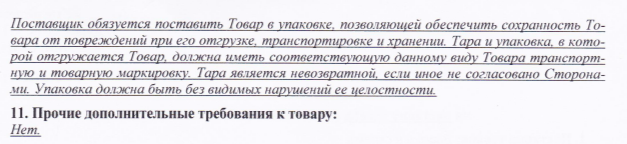 Поставщик обязуется поставить Товар в упаковке, позволяющей обеспечить сохранность То-
вара от повреждений при его отгрузке, транспортировке и хранении. Тара и упаковка, в кото-
рой отгружается Товар, должна иметь соответствующую данному виду Товара транспорт-
ную и товарную маркировку. Тара является невозвратной, если иное не согласовано Сторона-
ми. Упаковка должна быть без видимых нарушений ее целостности.
11. Прочие дополнительные требования к товару:
Нет.